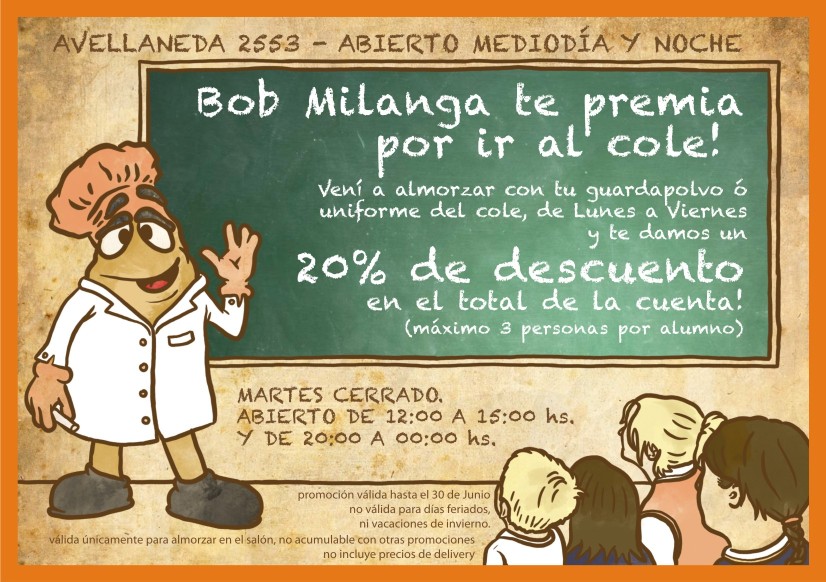 AVELLANEDA 2553 - ABIERTO MEDIODÍA Y NOCHE
Bob Milanga te premia
por ir al cole!
Vení a almorzar con tu guardapolvo ó
uniforme del cole, de Lunes a Viernes
y te damos un
20% de descuento
en el total de la cuenta!
(máximo 3 personas por alumno)
MARTES CERRADO.
ABIERTO DE 12:00 A 15:00 hs.
Y DE 20:00 A 00:00 hs.
promoción válida hasta el 30 de Junio
no válida para días feriados,
ni vacaciones de invierno.
válida únicamente para almorzar en el salón, no acumulable con otras promociones
no incluye precios de delivery